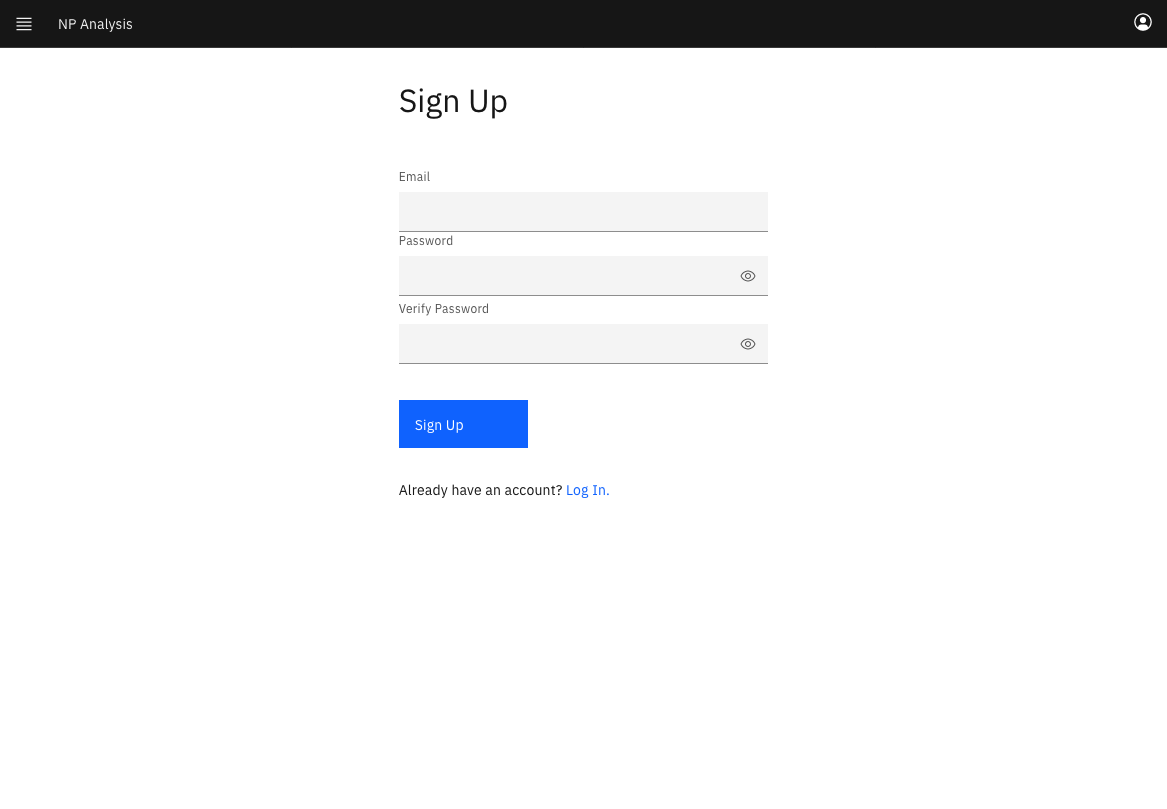 NP Analysis
Sign Up
Email
Password
Verify Password
Sign Up
Already have an account? Log In.